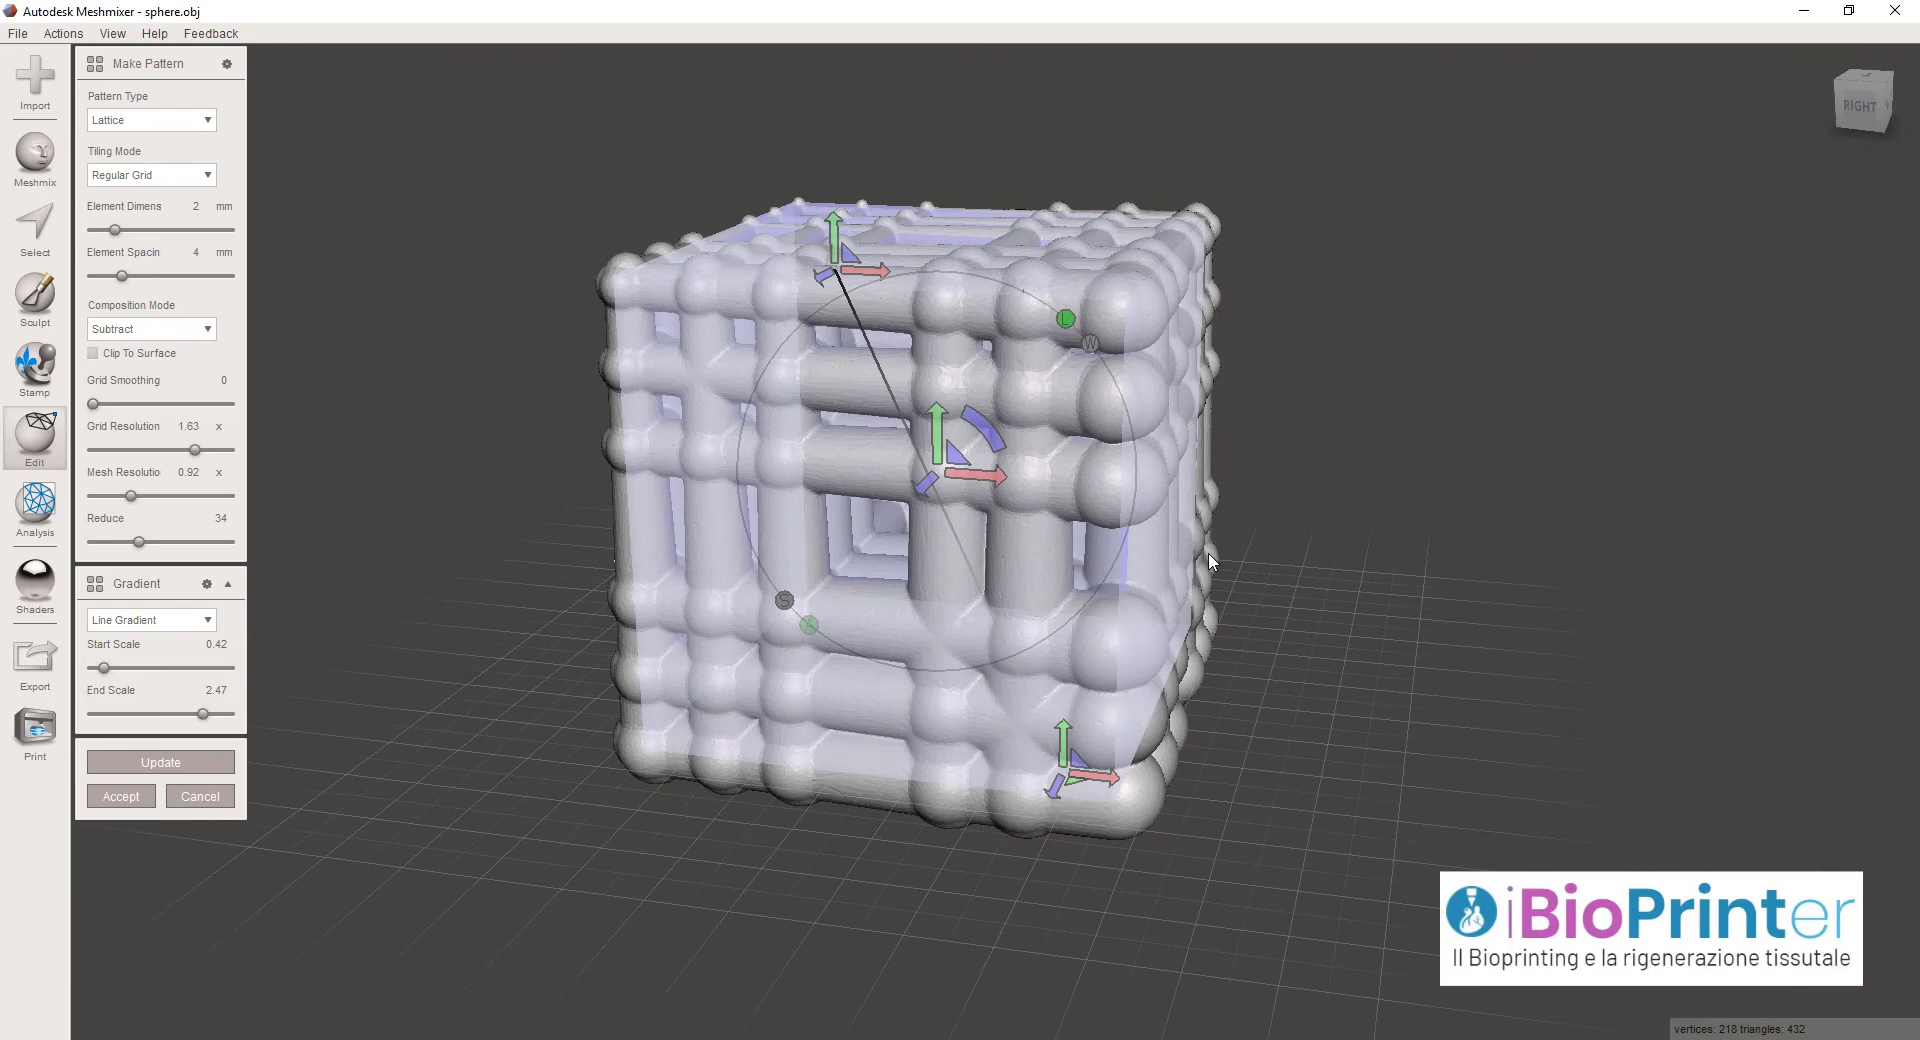 Autodesk Meshmixer - sphere.obj
File Actions View Help Feedback
Import
Meshmix
Select
Sculpt
Stamp
Edit
Analysis
Shaders
Export
Print
Make Pattern
Pattern Type
Lattice
Tiling Mode
Regular Grid
Element Dimens 2 mm
Element Spacin 4 mm
Composition Mode
Subtract
Clip To Surface
Grid Smoothing 0
Grid Resolution 1.63 x
Mesh Resolutio 0.92 x
Reduce 34
Gradient
Line Gradient
Start Scale 0.42
End Scale 2.47
Update
Accept Cancel
RIGHT
L
W
S
A
iBioPrinter
Il Bioprinting e la rigenerazione tissutale
vertices: 218 triangles: 432